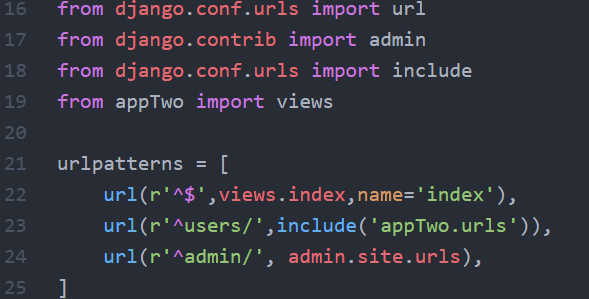 16 from django.conf.urls import url
17 from django.contrib import admin
18 from django.conf.urls import include
19 from appTwo import views
20
21 urlpatterns = [
22     url(r'^$',views.index,name='index'),
23     url(r'^users/',include('appTwo.urls')),
24     url(r'^admin/', admin.site.urls),
25 ]